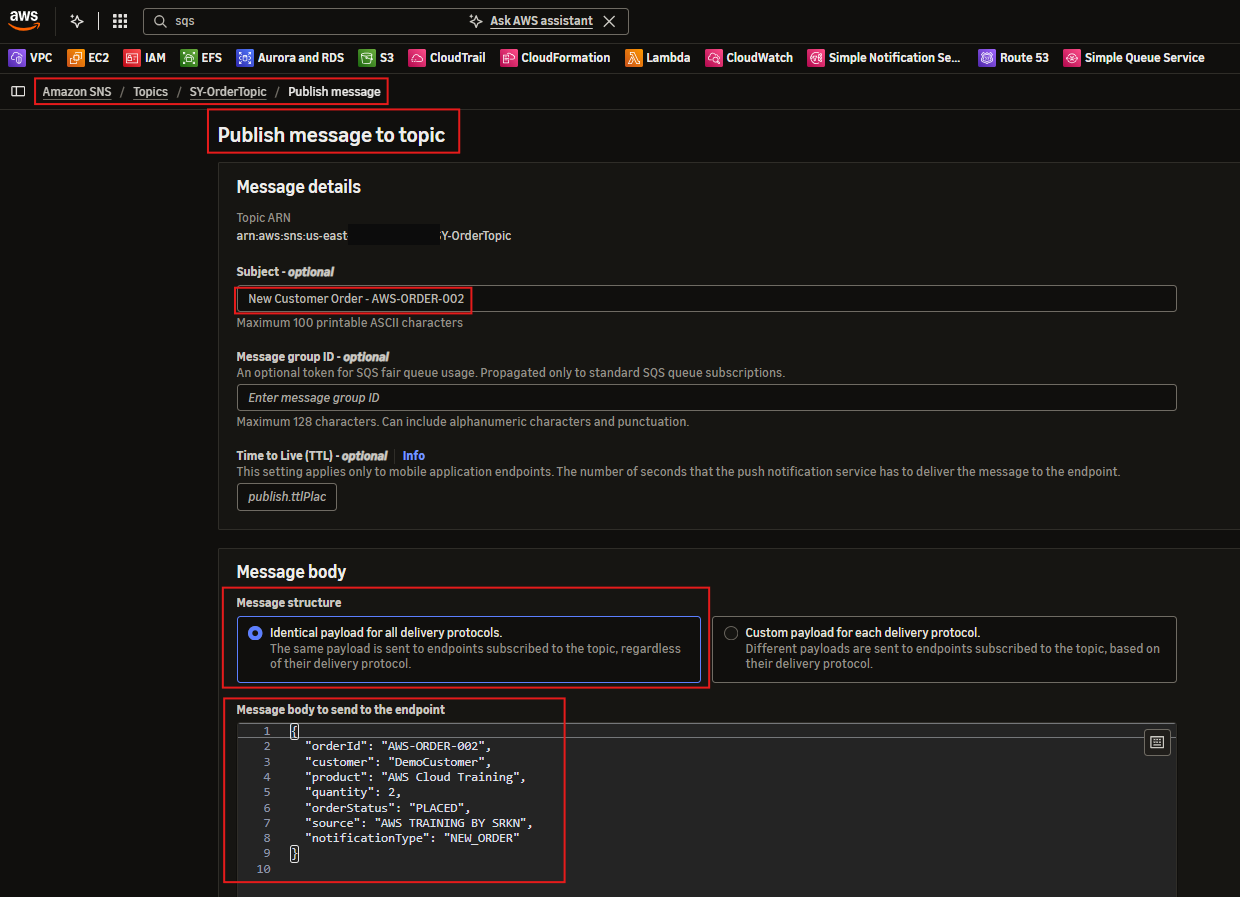 aws
sqs
Ask AWS assistant
VPC EC2 IAM EFS Aurora and RDS S3 CloudTrail CloudFormation Lambda CloudWatch Simple Notification Se... Route 53 Simple Queue Service
Amazon SNS / Topics / SY-OrderTopic / Publish message
Publish message to topic
Message details
Topic ARN
arn:aws:sns:us-east- SY-OrderTopic
Subject - optional
New Customer Order - AWS-ORDER-002
Maximum 100 printable ASCII characters
Message group ID - optional
An optional token for SQS fair queue usage. Propagated only to standard SQS queue subscriptions.
Enter message group ID
Maximum 128 characters. Can include alphanumeric characters and punctuation.
Time to Live (TTL) - optional Info
This setting applies only to mobile application endpoints. The number of seconds that the push notification service has to deliver the message to the endpoint.
publish.ttlPlac
Message body
Message structure
Identical payload for all delivery protocols.
The same payload is sent to endpoints subscribed to the topic, regardless
of their delivery protocol.
Custom payload for each delivery protocol.
Different payloads are sent to endpoints subscribed to the topic, based on
their delivery protocol.
Message body to send to the endpoint
1 {
2 "orderId": "AWS-ORDER-002",
3 "customer": "DemoCustomer",
4 "product": "AWS Cloud Training",
5 "quantity": 2,
6 "orderStatus": "PLACED",
7 "source": "AWS TRAINING BY SRKN",
8 "notificationType": "NEW_ORDER"
9 }
10